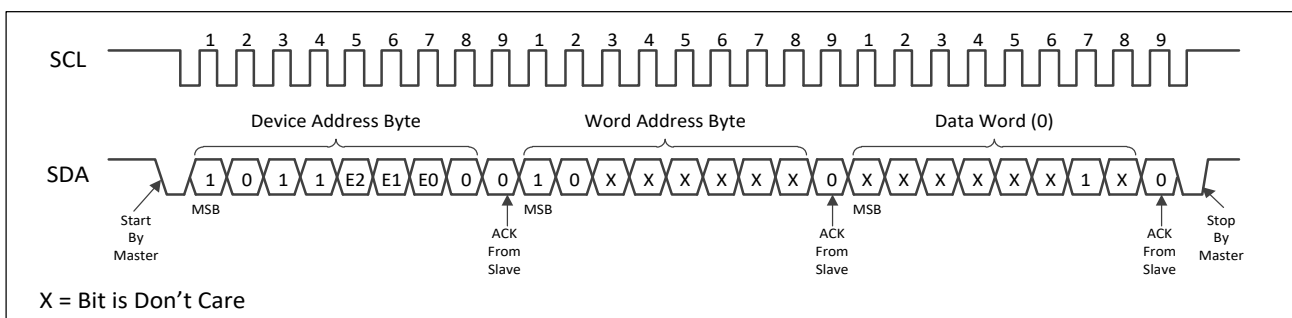 1 2 3 4 5 6 7 8 9 1 2 3 4 5 6 7 8 9 1 2 3 4 5 6 7 8 9
SCL
Device Address Byte Word Address Byte Data Word (0)
SDA 1 0 1 1 E2 E1 E0 0 0 1 0 X X X X X X 0 X X X X X X 1 X 0
MSB MSB MSB
Start
By
Master
ACK
From
Slave
ACK
From
Slave
ACK
From
Slave
Stop
By
Master
X = Bit is Don't Care